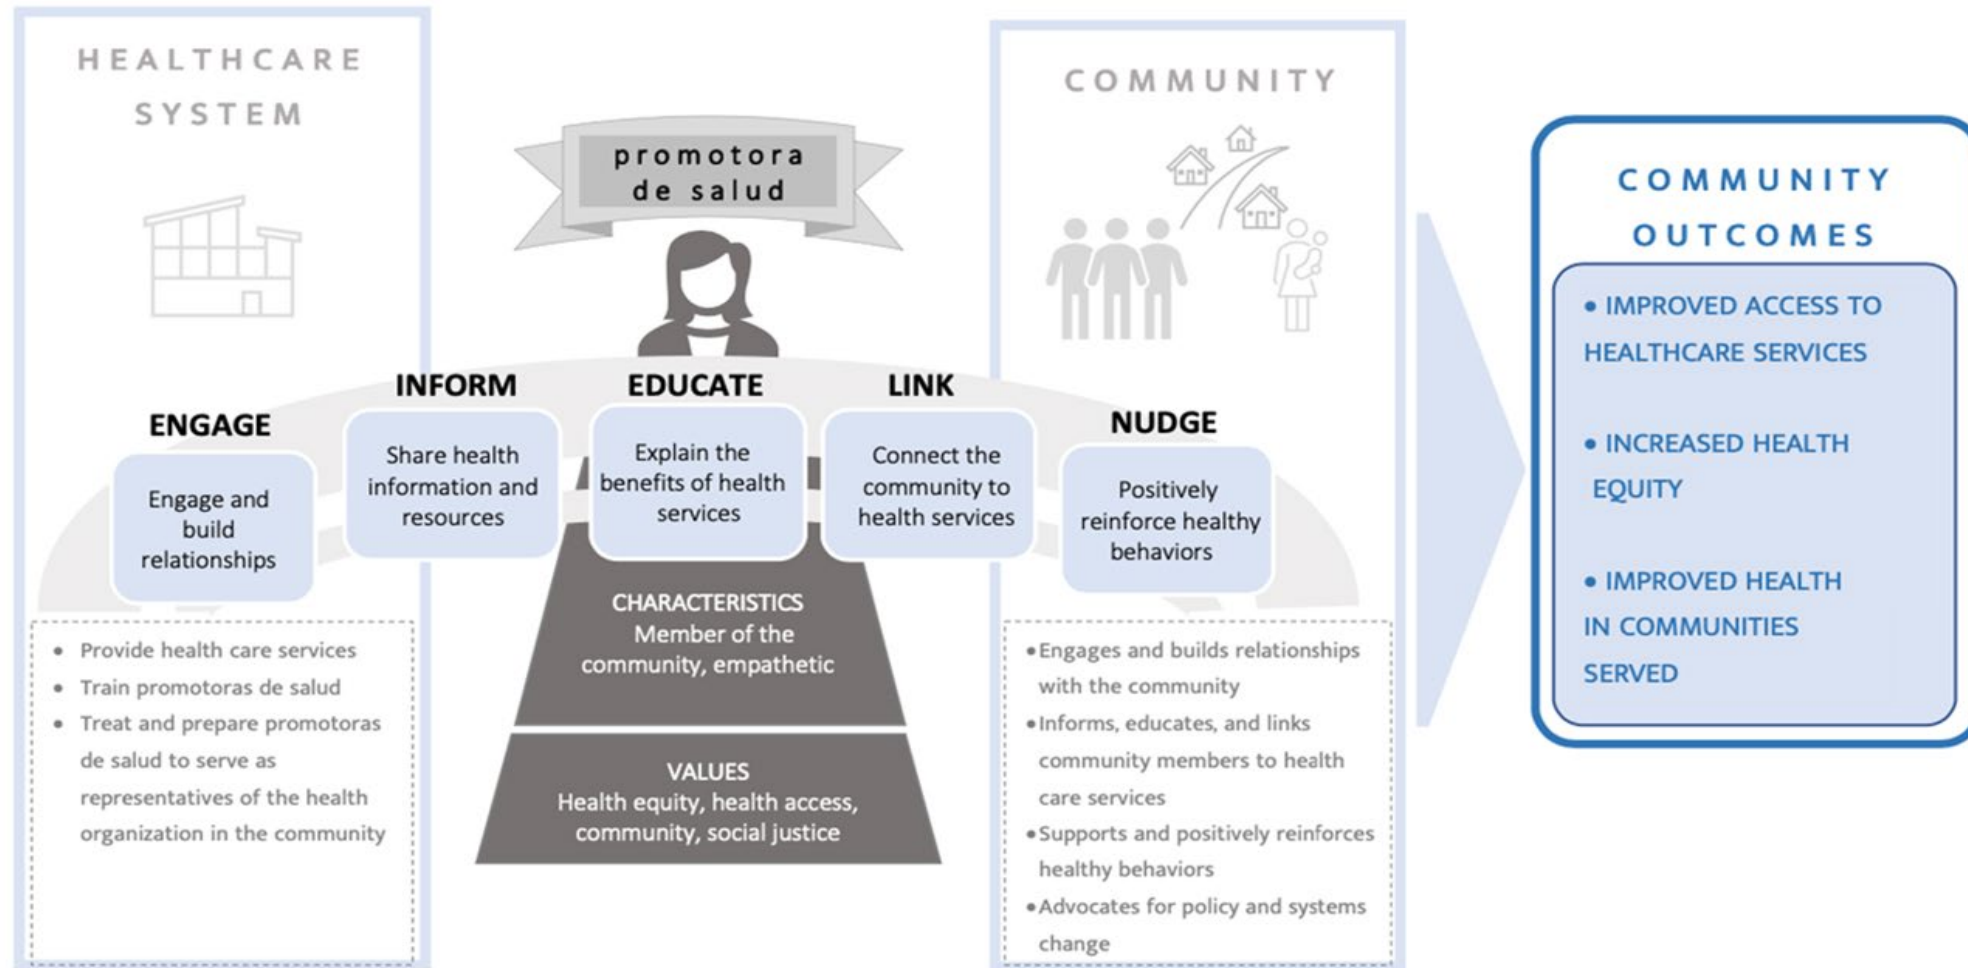 HEALTHCARE
SYSTEM
promotora
de salud
COMMUNITY
ENGAGE
Engage and
build
relationships
INFORM
Share health
information and
resources
EDUCATE
Explain the
benefits of health
services
LINK
Connect the
community to
health services
NUDGE
Positively
reinforce healthy
behaviors
• Provide health care services
• Train promotoras de salud
• Treat and prepare promotoras
de salud to serve as
representatives of the health
organization in the community
CHARACTERISTICS
Member of the
community, empathetic
VALUES
Health equity, health access,
community, social justice
• Engages and builds relationships
with the community
• Informs, educates, and links
community members to health
care services
• Supports and positively reinforces
healthy behaviors
• Advocates for policy and systems
change
COMMUNITY
OUTCOMES
• IMPROVED ACCESS TO
HEALTHCARE SERVICES
• INCREASED HEALTH
EQUITY
• IMPROVED HEALTH
IN COMMUNITIES
SERVED